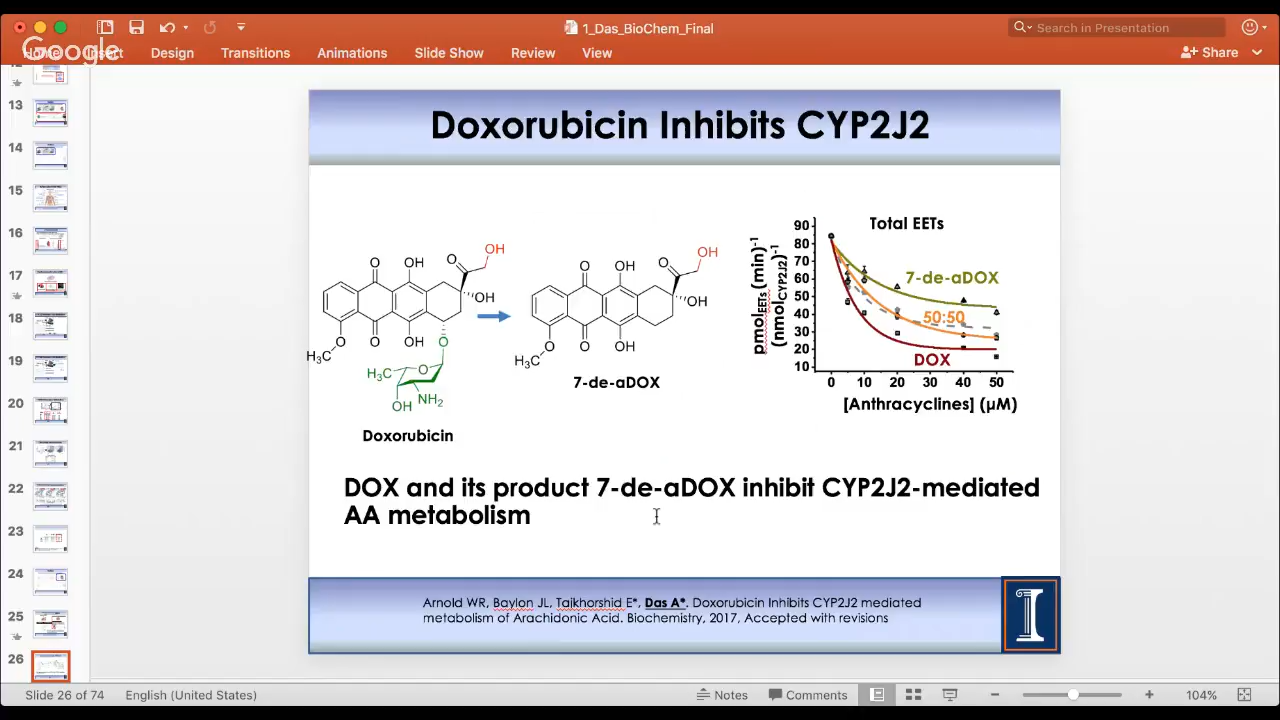 1_Das_BioChem_Final
Search in Presentation
Google
Design
Transitions
Animations
Slide Show
Review
View
Share
13
14
15
16
17
18
19
20
21
22
23
24
25
26
Doxorubicin Inhibits CYP2J2
O
OH
O
OH
OH
O
O
OH
O
H₃C
H₃C
O
OH
NH₂
Doxorubicin
O
OH
O
OH
OH
O
O
OH
H₃C
7-de-aDOX
Total EETs
pmolEETs (min)-1
(nmolCYP2J2)-1
90
80
70
60
50
40
30
20
10
7-de-aDOX
50:50
DOX
0 10 20 30 40 50
[Anthracyclines] (µM)
DOX and its product 7-de-aDOX inhibit CYP2J2-mediated
AA metabolism
Arnold WR, Baylon JL, Tajkhorshid E*, Das A*. Doxorubicin Inhibits CYP2J2 mediated
metabolism of Arachidonic Acid. Biochemistry, 2017, Accepted with revisions
I
Slide 26 of 74
English (United States)
Notes
Comments
104%